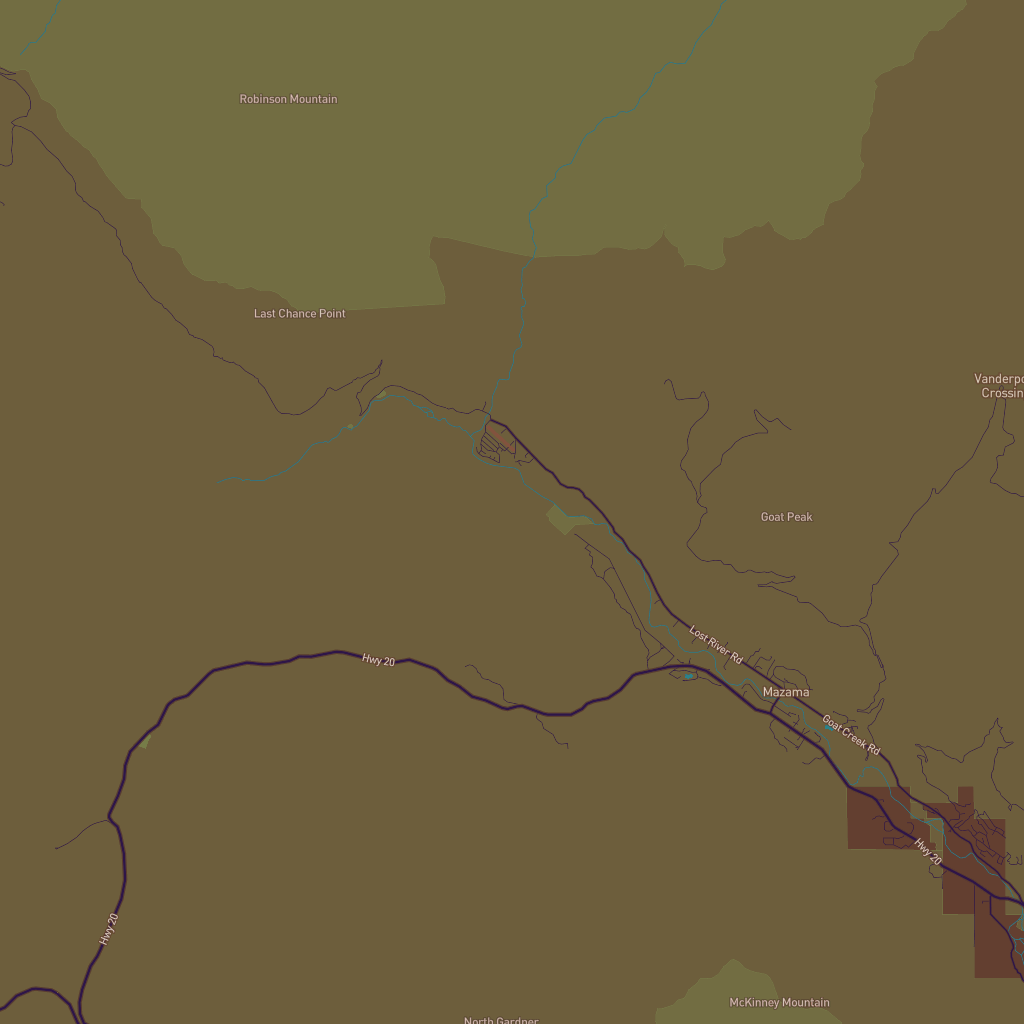 Robinson Mountain
Last Chance Point
Crossin
Goat Peak
Lost River Rd
Hwy 20
Mazama
Goat Creek Rd
Hwy 20
Hwy 20
McKinney Mountain
North Gardner